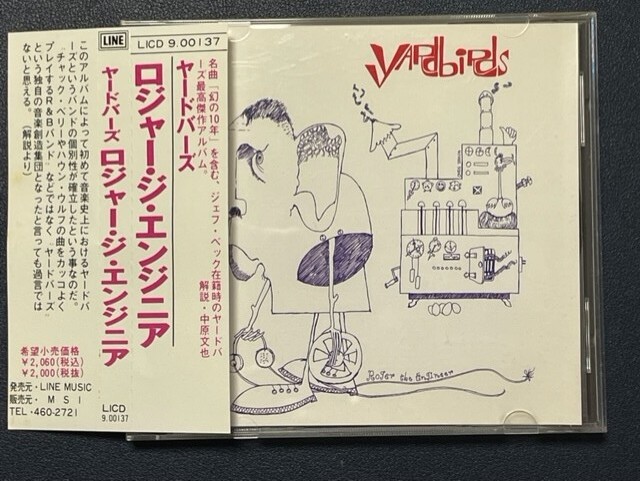 LINE
LICD 9.00137
名曲「幻の10年」を含む、ジェフ・ベック在籍時のヤードバ
ーズ最高傑作アルバム。
解説・中原文也
ヤードバーズ
ロジャー・ジ・エンジニア
ヤードバーズ ロジャー・ジ・エンジニア
このアルバムによって初めて音楽史上におけるヤードバ
ーズというバンドの個別性が確立したという事なのだ。
“チャック・ベリーやハウンドウルフの曲をカッコよく
プレイするR&Bバンド”などではなく“ヤードバーズ”
という独自の音楽創造集団となったと言っても過言では
ないと思える。（解説より）
希望小売価格
¥2,060(税込)
¥2,000(税抜)
発売元・LINE MUSIC
販売元・MSI
TEL・460-2721
LICD
9.00137
YARDbiRds
RoJer the EnJineer